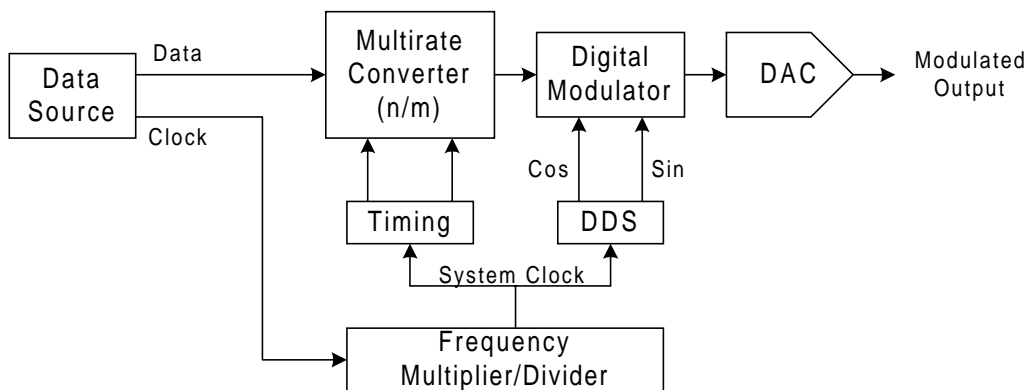 Data
Source
Data
Clock
Multirate
Converter
(n/m)
Digital
Modulator
DAC
Modulated
Output
Cos
Sin
Timing
DDS
System Clock
Frequency
Multiplier/Divider